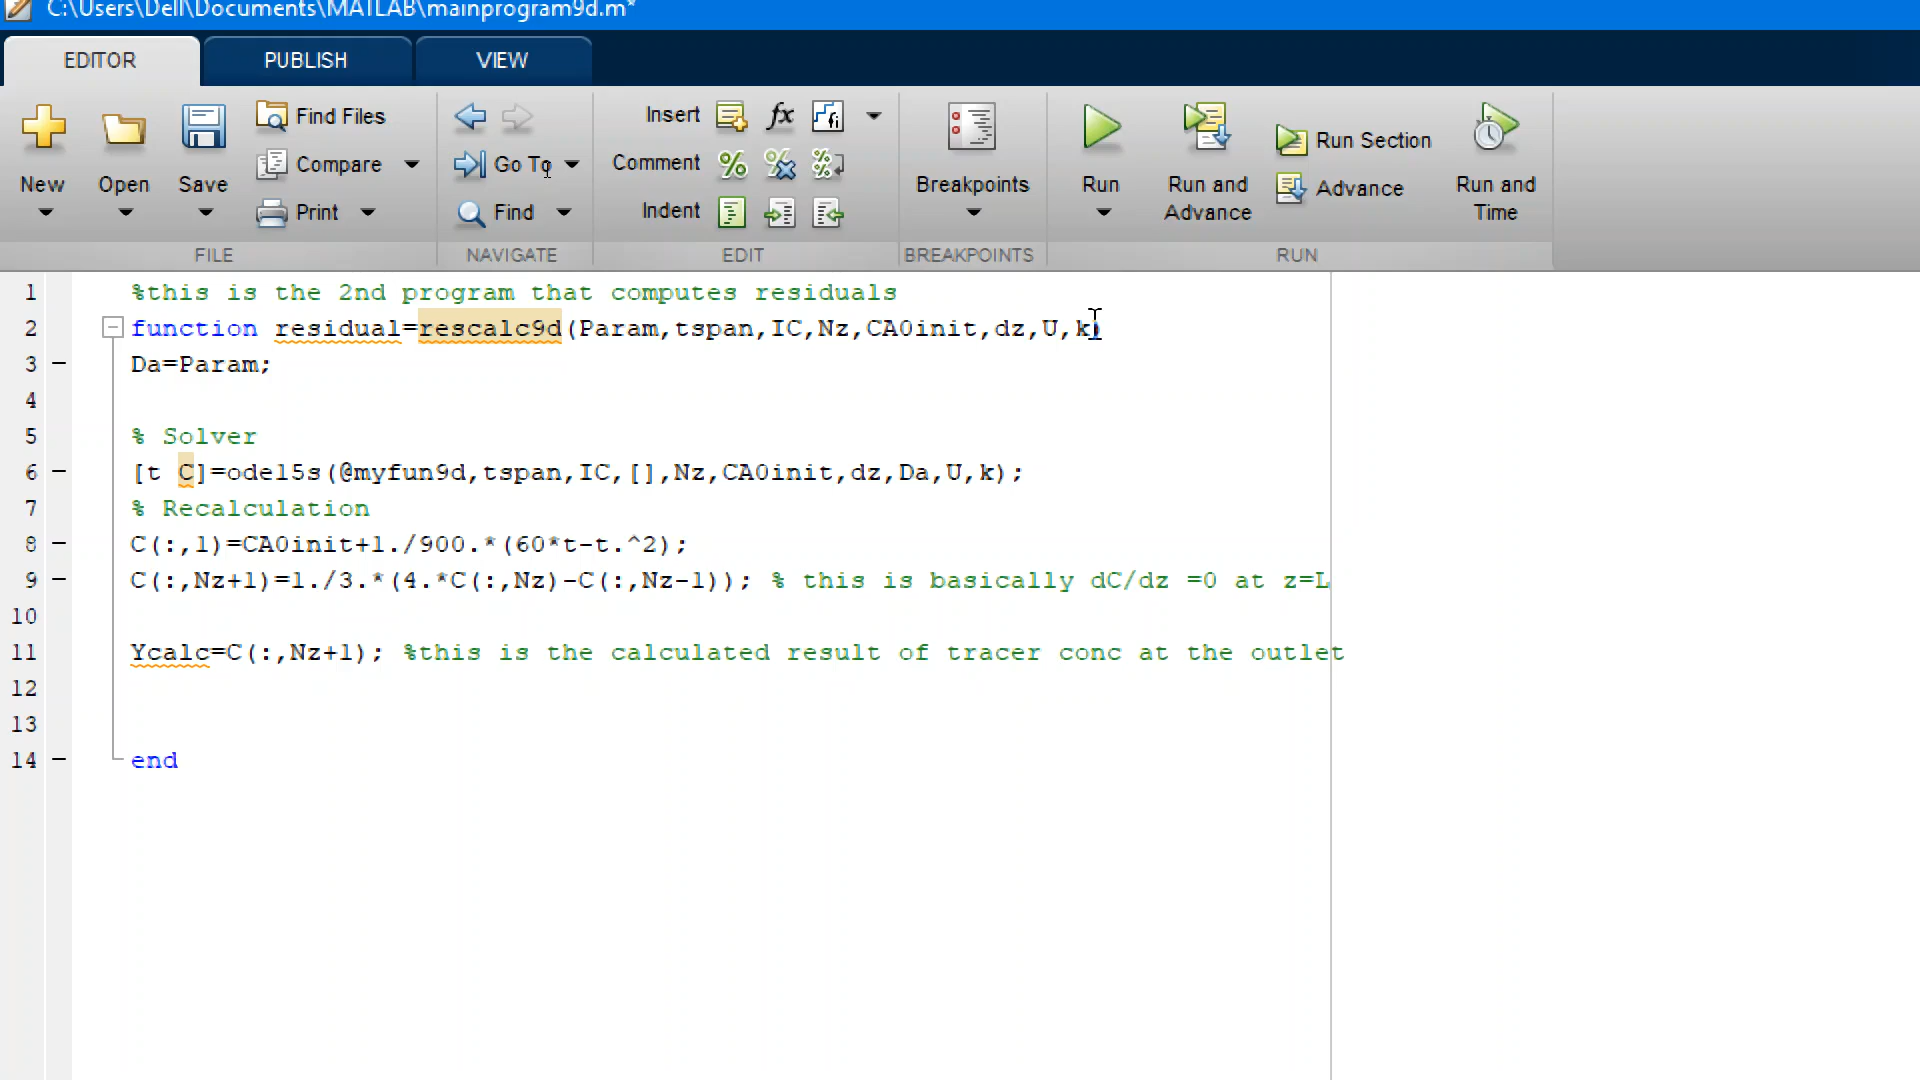 C:\Users\Dell\Documents\MATLAB\mainprogram9d.m*
EDITOR
PUBLISH
VIEW
New
Open
Save
Find Files
Compare
Print
FILE
Go To
Find
NAVIGATE
Insert
fx
fi
Comment
Indent
EDIT
Breakpoints
BREAKPOINTS
Run
Run and Advance
Run Section
Advance
Run and Time
RUN
1 %this is the 2nd program that computes residuals
2 function residual=rescalc9d(Param,tspan,IC,Nz,CA0init,dz,U,k)
3 Da=Param;
4
5 % Solver
6 [t C]=ode15s(@myfun9d,tspan,IC,[],Nz,CA0init,dz,Da,U,k);
7 % Recalculation
8 C(:,1)=CA0init+1./900.*(60*t-t.^2);
9 C(:,Nz+1)=1./3.*(4.*C(:,Nz)-C(:,Nz-1)); % this is basically dC/dz =0 at z=L
10
11 Ycalc=C(:,Nz+1); %this is the calculated result of tracer conc at the outlet
12
13
14 end